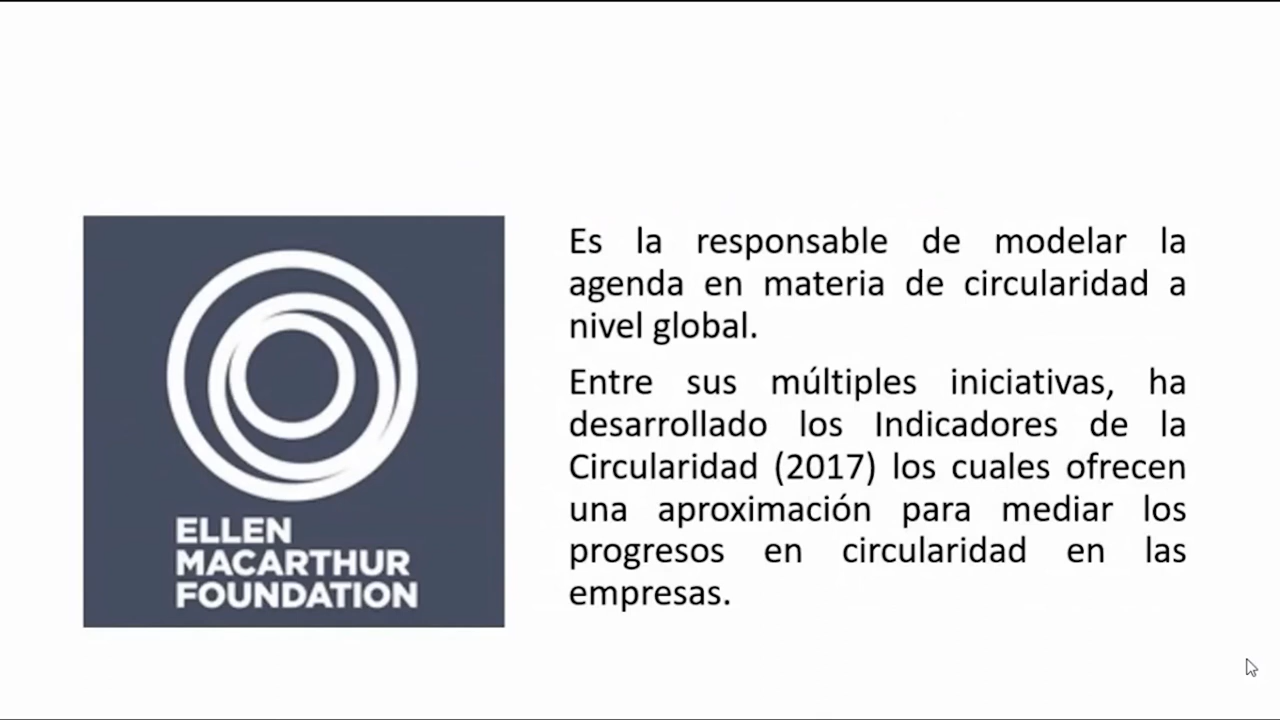 ELLEN
MACARTHUR
FOUNDATION
Es la responsable de modelar la
agenda en materia de circularidad a
nivel global.
Entre sus múltiples iniciativas, ha
desarrollado los Indicadores de la
Circularidad (2017) los cuales ofrecen
una aproximación para mediar los
progresos en circularidad en las
empresas.